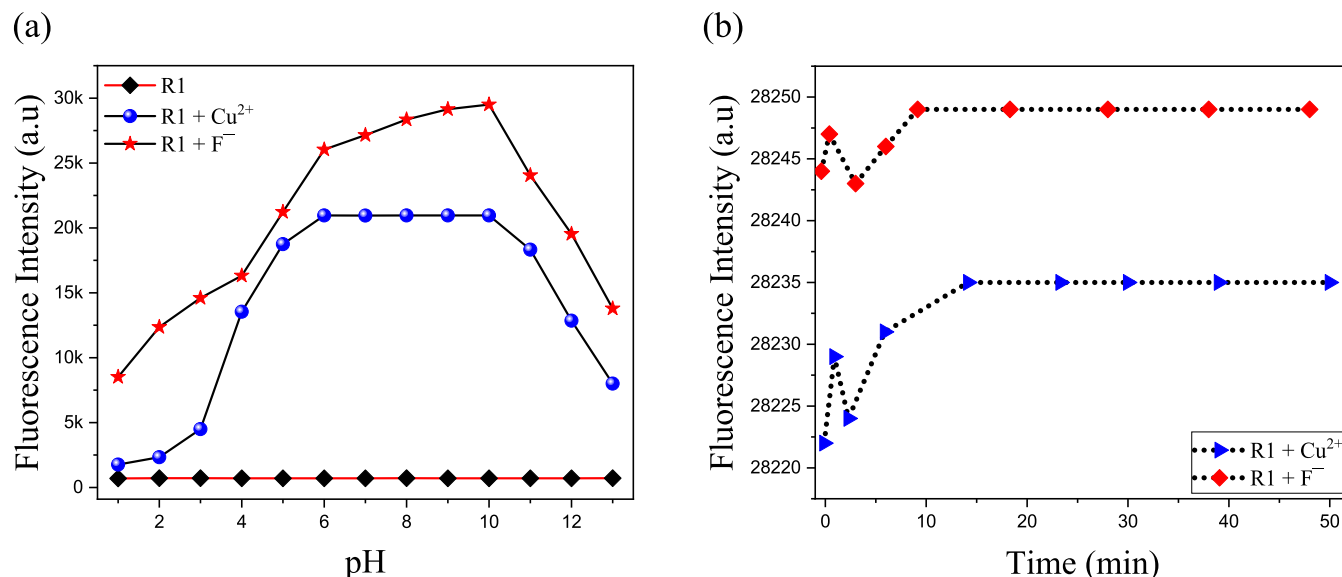 (a)
Fluorescence Intensity (a.u)
30k
25k
20k
15k
10k
5k
0
R1
R1 + Cu²⁺
R1 + F⁻
2
4
6
8
10
12
pH
(b)
Fluorescence Intensity (a.u)
28250
28245
28240
28235
28230
28225
28220
R1 + Cu²⁺
R1 + F⁻
0
10
20
30
40
50
Time (min)